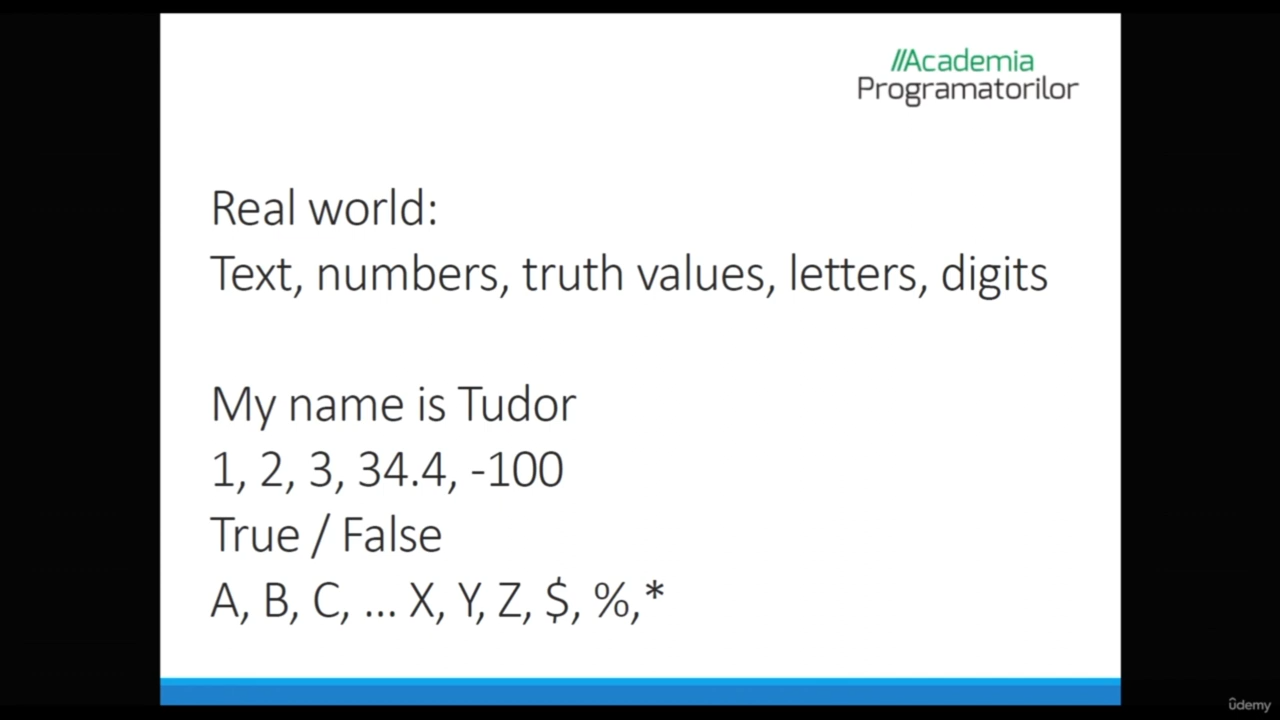 //Academia
Programatorilor
Real world:
Text, numbers, truth values, letters, digits
My name is Tudor
1, 2, 3, 34.4, -100
True / False
A, B, C, ... X, Y, Z, $, %,*
ûdemy